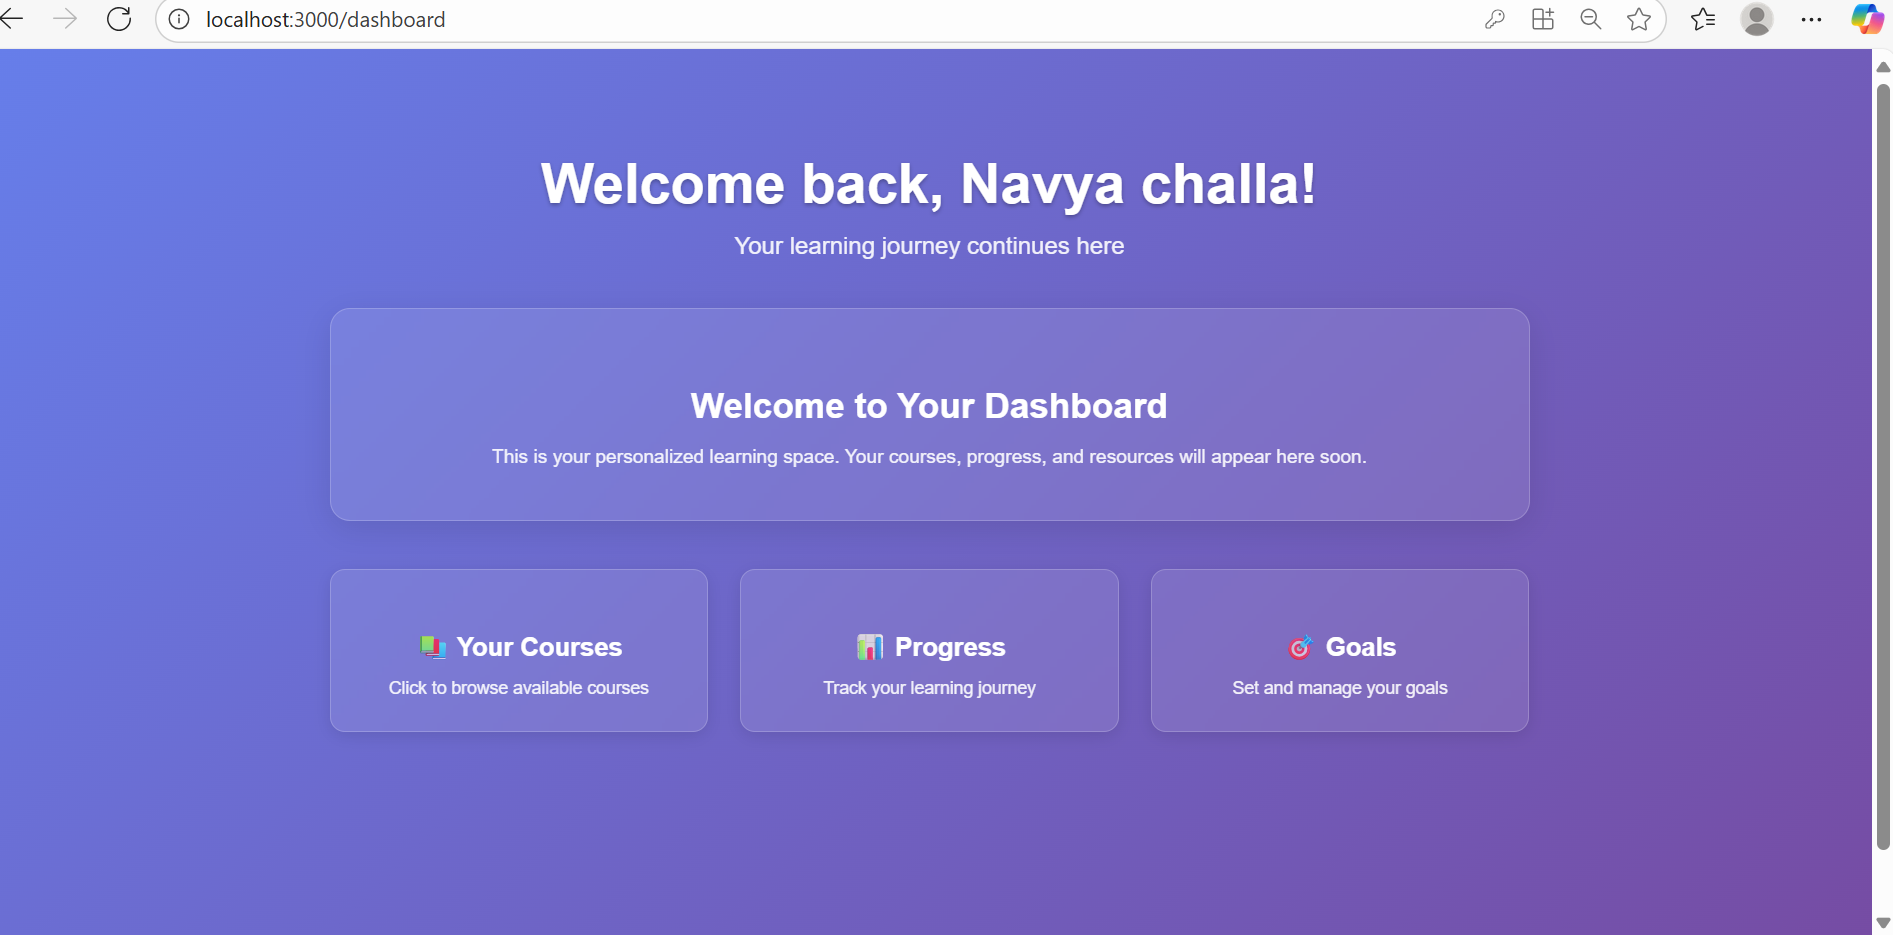 localhost:3000/dashboard
Welcome back, Navya challa!
Your learning journey continues here
Welcome to Your Dashboard
This is your personalized learning space. Your courses, progress, and resources will appear here soon.
Your Courses
Click to browse available courses
Progress
Track your learning journey
Goals
Set and manage your goals